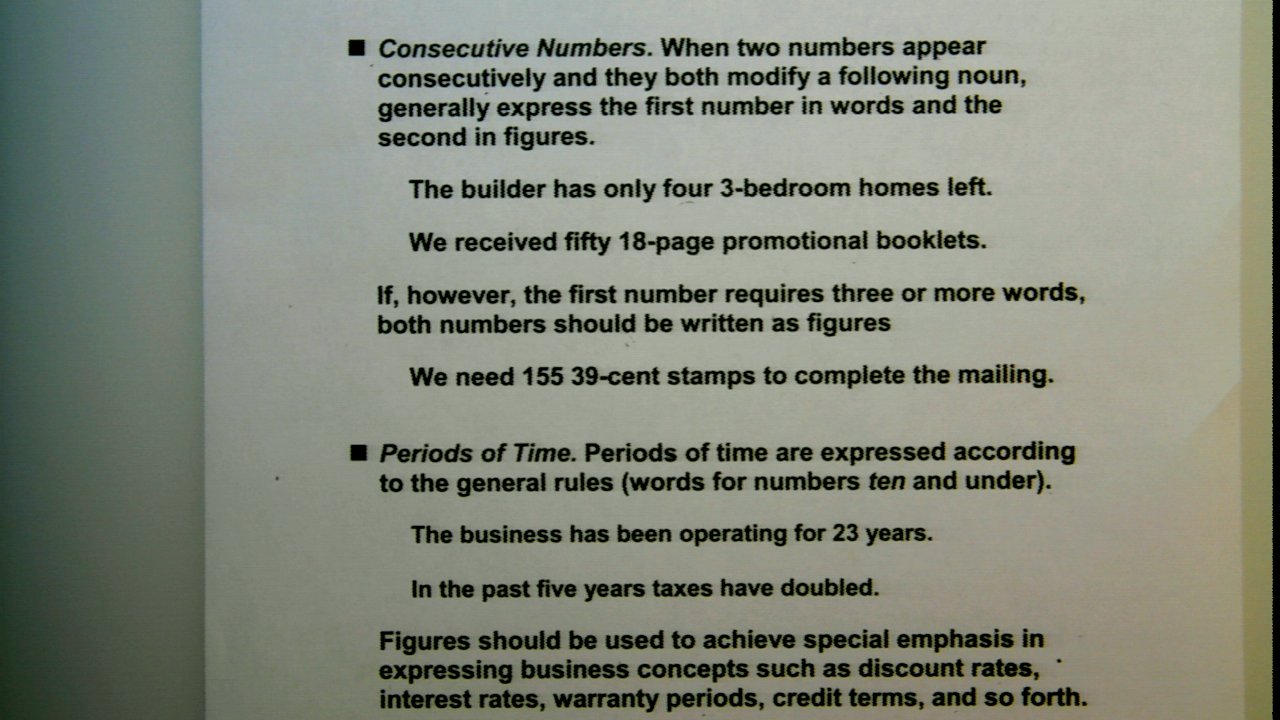 ■ Consecutive Numbers. When two numbers appear
consecutively and they both modify a following noun,
generally express the first number in words and the
second in figures.
The builder has only four 3-bedroom homes left.
We received fifty 18-page promotional booklets.
If, however, the first number requires three or more words,
both numbers should be written as figures
We need 155 39-cent stamps to complete the mailing.
■ Periods of Time. Periods of time are expressed according
to the general rules (words for numbers ten and under).
The business has been operating for 23 years.
In the past five years taxes have doubled.
Figures should be used to achieve special emphasis in
expressing business concepts such as discount rates,
interest rates, warranty periods, credit terms, and so forth.